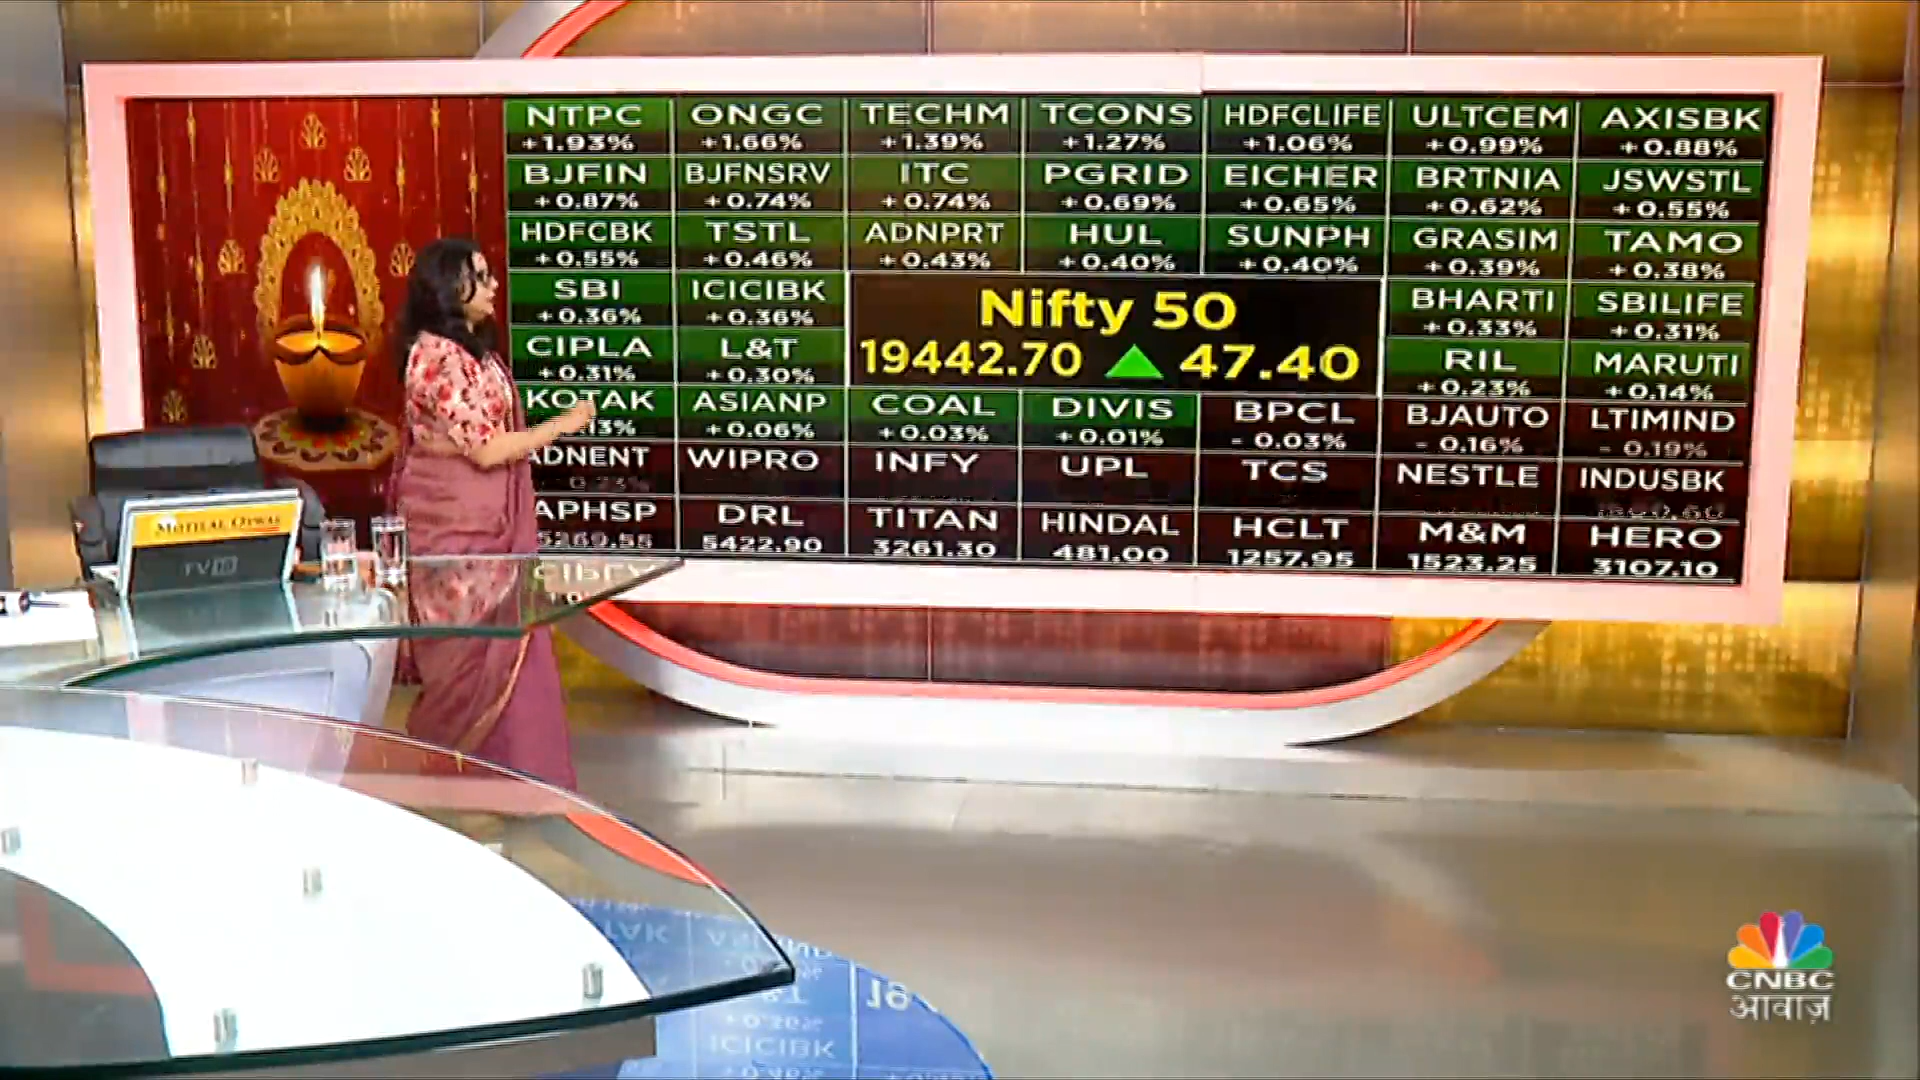 NTPC ONGC TECHM TCONS HDFCLIFE ULTCEM AXISBK
+1.93% +1.66% +1.39% +1.27% +1.06% +0.99% +0.88%
BJFIN BJFNSRV ITC PGRID EICHER BRTNIA JSWSTL
+0.87% +0.74% +0.74% +0.69% +0.65% +0.62% +0.55%
HDFCBK TSTL ADNPRT HUL SUNPH GRASIM TAMO
+0.55% +0.46% +0.43% +0.40% +0.40% +0.39% +0.38%
SBI ICICIBK Nifty 50 BHARTI SBILIFE
+0.36% +0.36% +0.33% +0.31%
CIPLA L&T 19442.70 ▲ 47.40 RIL MARUTI
+0.31% +0.30% +0.23% +0.14%
KOTAK ASIANP COAL DIVIS BPCL BJAUTO LTIMIND
13% +0.06% +0.03% +0.01% - 0.03% - 0.16% - 0.19%
ADNENT WIPRO INFY UPL TCS NESTLE INDUSBK
APHSP DRL TITAN HINDAL HCLT M&M HERO
5422.90 3261.30 481.00 1257.95 1523.25 3107.10
MOTILAL OSWAL
TV18
CNBC
आवाज़